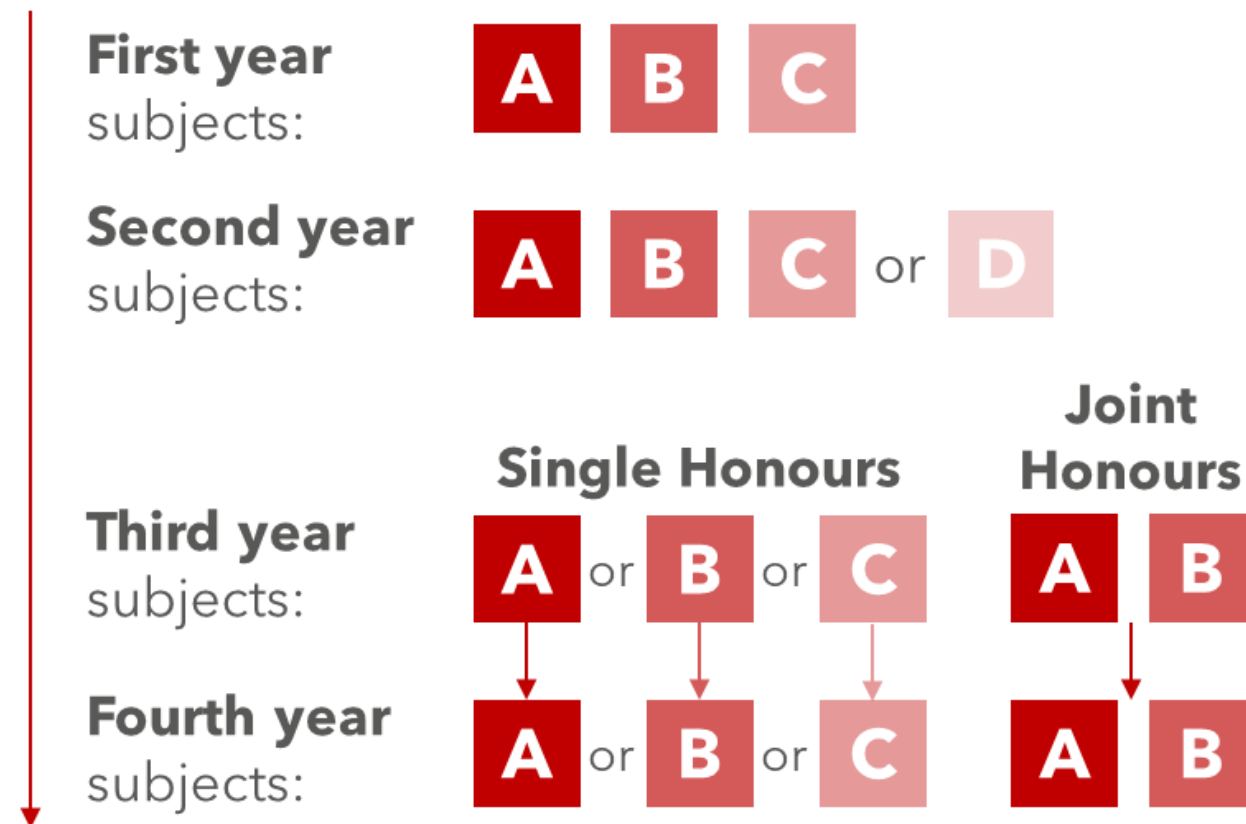 First year
subjects:
A B C
Second year
subjects:
A B C or D
Joint
Honours
Single Honours
Third year
subjects:
A or B or C
A B
Fourth year
subjects:
A or B or C
A B